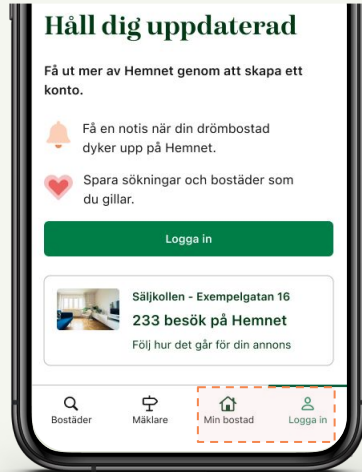 Håll dig uppdaterad
Få ut mer av Hemnet genom att skapa ett
konto.
Få en notis när din drömbostad
dyker upp på Hemnet.
Spara sökningar och bostäder som
du gillar.
Logga in
Säljkollen - Exempelgatan 16
233 besök på Hemnet
Följ hur det går för din annons
Bostäder Mäklare Min bostad Logga in